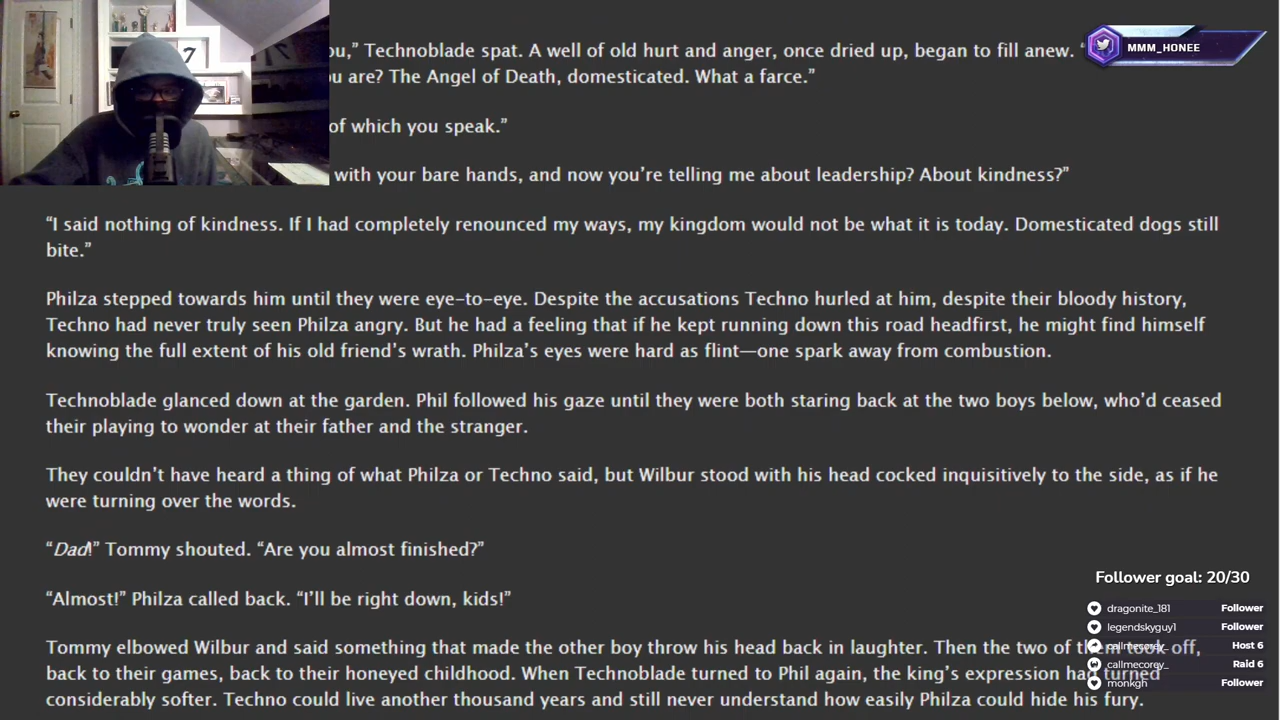 ou,” Technoblade spat. A well of old hurt and anger, once dried up, began to fill anew. “
MMM_HONEE
u are? The Angel of Death, domesticated. What a farce.”
of which you speak.”
with your bare hands, and now you’re telling me about leadership? About kindness?”
“I said nothing of kindness. If I had completely renounced my ways, my kingdom would not be what it is today. Domesticated dogs still
bite.”
Philza stepped towards him until they were eye-to-eye. Despite the accusations Techno hurled at him, despite their bloody history,
Techno had never truly seen Philza angry. But he had a feeling that if he kept running down this road headfirst, he might find himself
knowing the full extent of his old friend’s wrath. Philza’s eyes were hard as flint—one spark away from combustion.
Technoblade glanced down at the garden. Phil followed his gaze until they were both staring back at the two boys below, who’d ceased
their playing to wonder at their father and the stranger.
They couldn’t have heard a thing of what Philza or Techno said, but Wilbur stood with his head cocked inquisitively to the side, as if he
were turning over the words.
“Dad!” Tommy shouted. “Are you almost finished?”
“Almost!” Philza called back. “I’ll be right down, kids!”
Tommy elbowed Wilbur and said something that made the other boy throw his head back in laughter. Then the two of them took off,
back to their games, back to their honeyed childhood. When Technoblade turned to Phil again, the king’s expression had turned
considerably softer. Techno could live another thousand years and still never understand how easily Philza could hide his fury.
Follower goal: 20/30
dragonite_181 Follower
legendskyguy1 Follower
callmecorey_ Host 6
callmecorey_ Raid 6
monkgh Follower